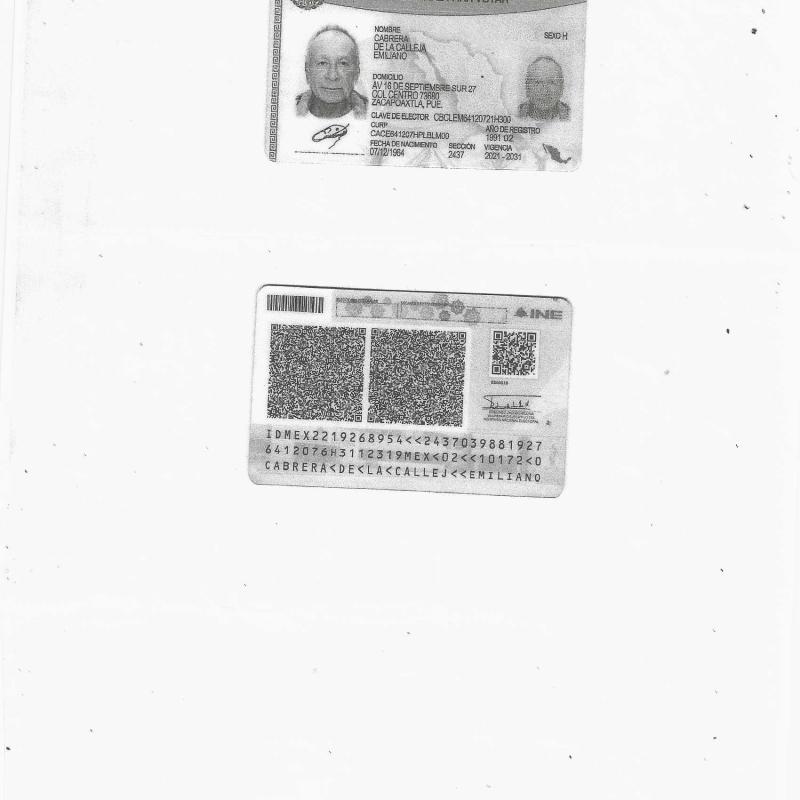 NOMBRE
CABRERA
DE LA CALLEJA
EMILIANO
SEXO H
DOMICILIO
AV 16 DE SEPTIEMBRE SUR 27
COL CENTRO 73680
ZACAPOAXTLA, PUE.
CLAVE DE ELECTOR CBCLEM64120721H300
CURP
CACE641207HPLBLM09
AÑO DE REGISTRO
1991 02
FECHA DE NACIMIENTO
07/12/1964
SECCIÓN
2437
VIGENCIA
2021 - 2031
INE
IDMEX2219268954<<2437039881927
6412076H3112319MEX<02<<10172<0
CABRERA<DE<LA<CALLEJ<<EMILIANO